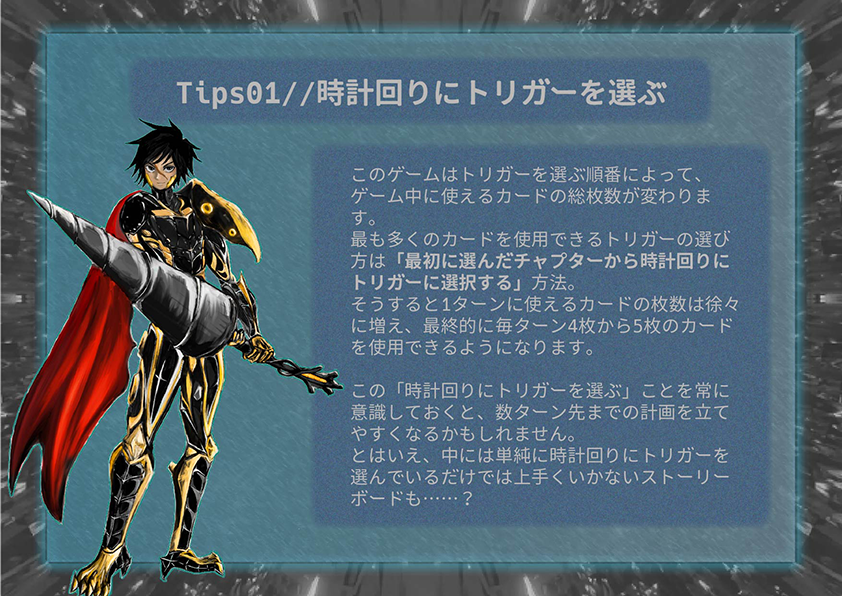 Tips01//時計回りにトリガーを選ぶ
このゲームはトリガーを選ぶ順番によって、
ゲーム中に使えるカードの総枚数が変わりま
す。
最も多くのカードを使用できるトリガーの選び
方は「最初に選んだチャプターから時計回りに
トリガーに選択する」方法。
そうすると1ターンに使えるカードの枚数は徐々
に増え、最終的に毎ターン4枚から5枚のカード
を使用できるようになります。
この「時計回りにトリガーを選ぶ」ことを常に
意識しておくと、数ターン先までの計画を立て
やすくなるかもしれません。
とはいえ、中には単純に時計回りにトリガーを
選んでいるだけでは上手くいかないストーリー
ボードも……？